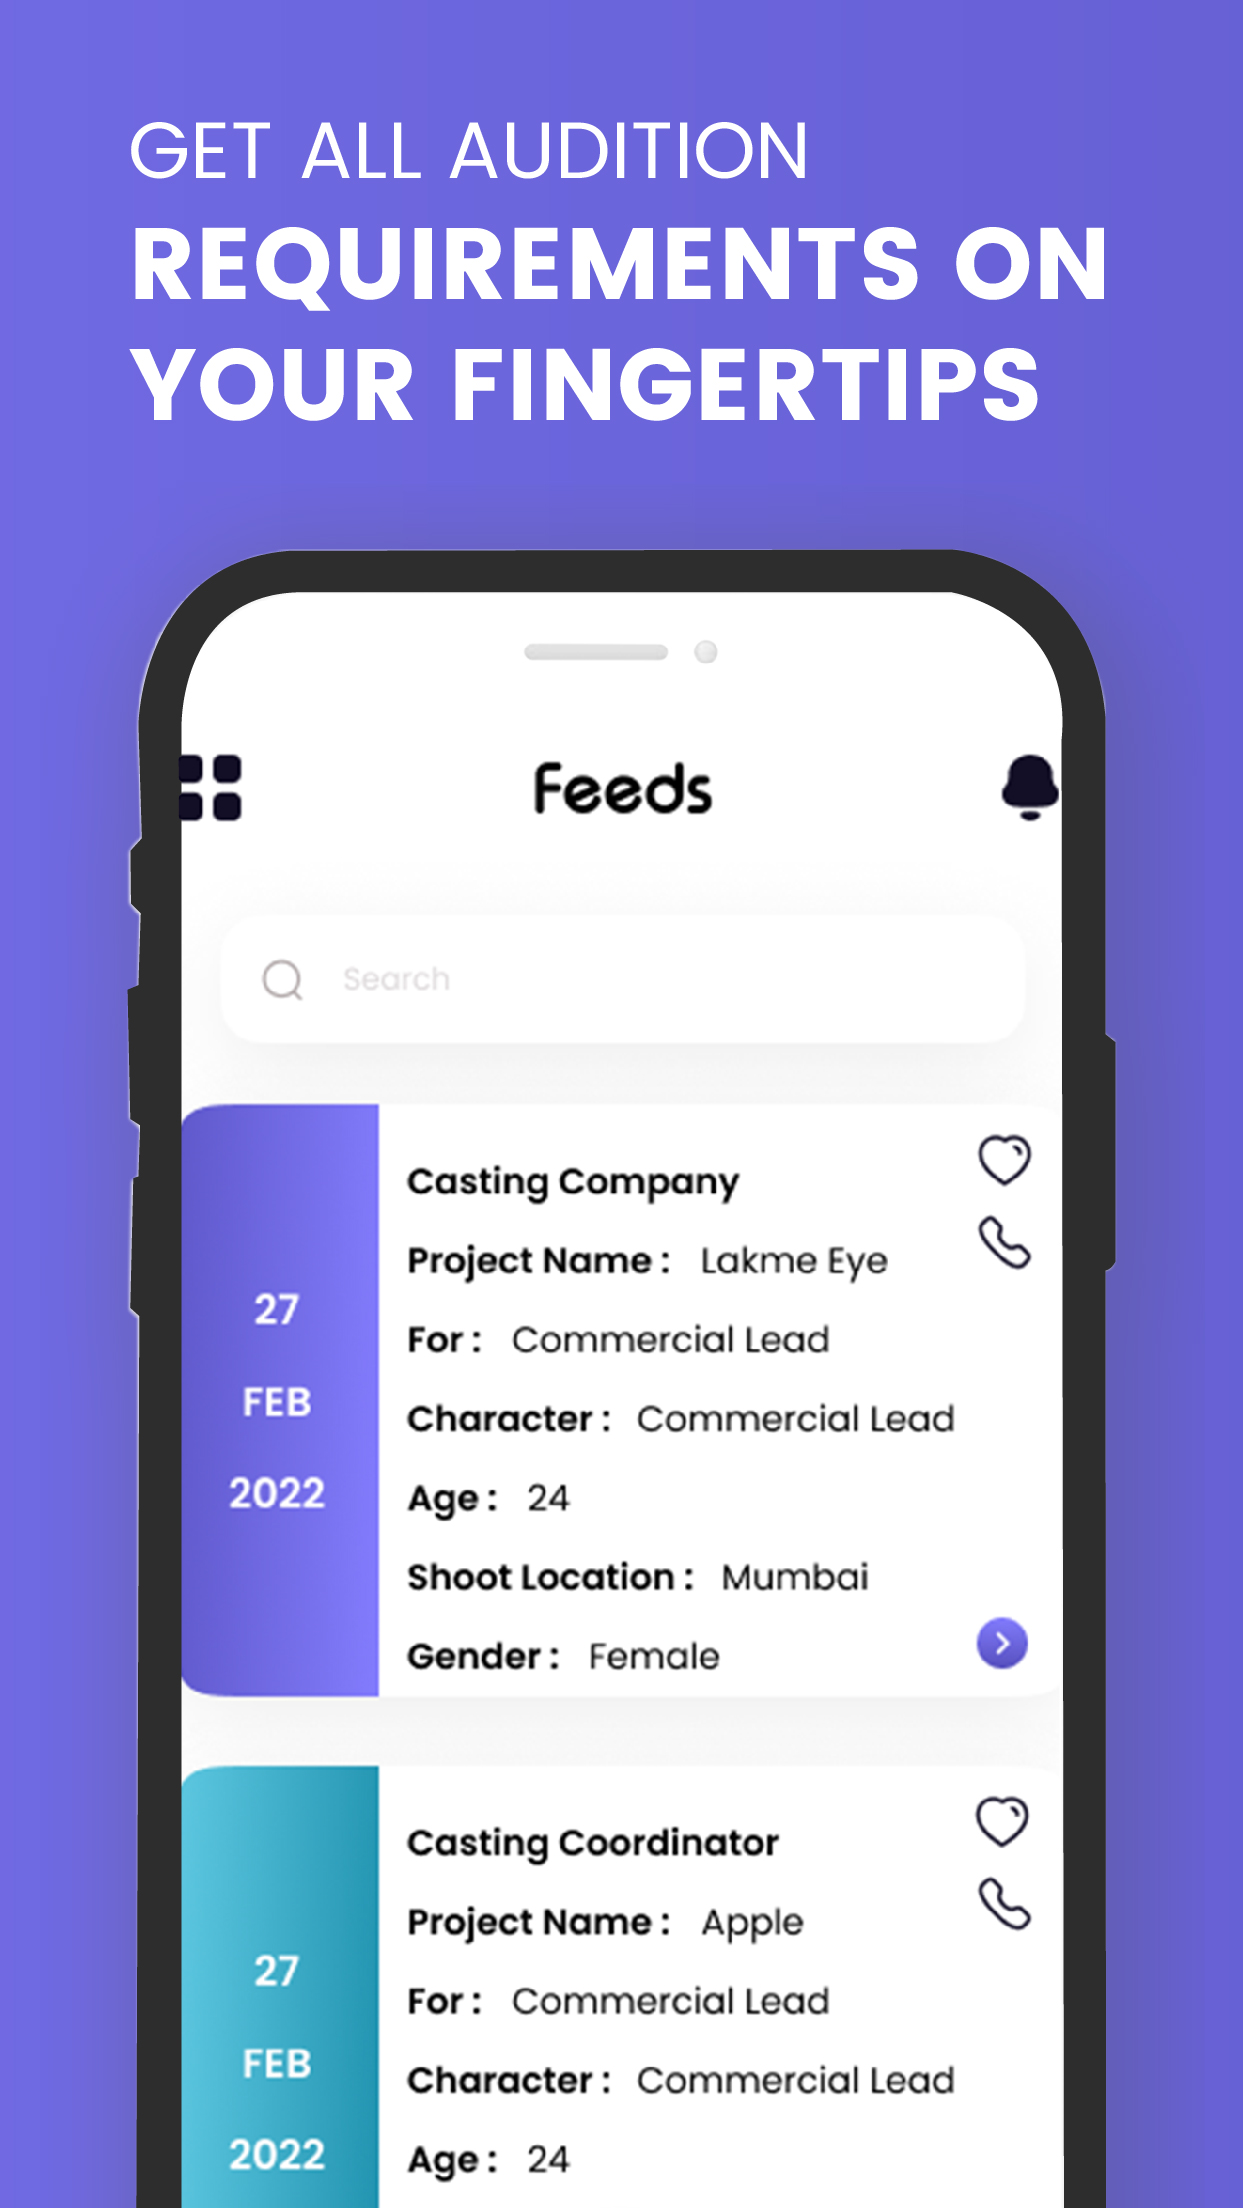 GET ALL AUDITION
REQUIREMENTS ON
YOUR FINGERTIPS
Feeds
Search
27
FEB
2022
Casting Company
Project Name : Lakme Eye
For : Commercial Lead
Character : Commercial Lead
Age : 24
Shoot Location : Mumbai
Gender : Female
27
FEB
2022
Casting Coordinator
Project Name : Apple
For : Commercial Lead
Character : Commercial Lead
Age : 24